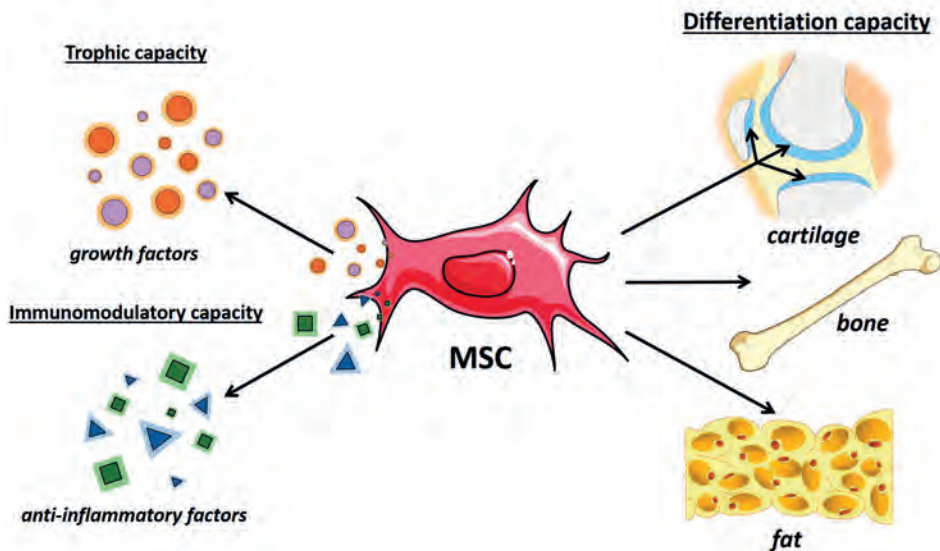 Trophic capacity
growth factors
Immunomodulatory capacity
anti-inflammatory factors
MSC
Differentiation capacity
cartilage
bone
fat